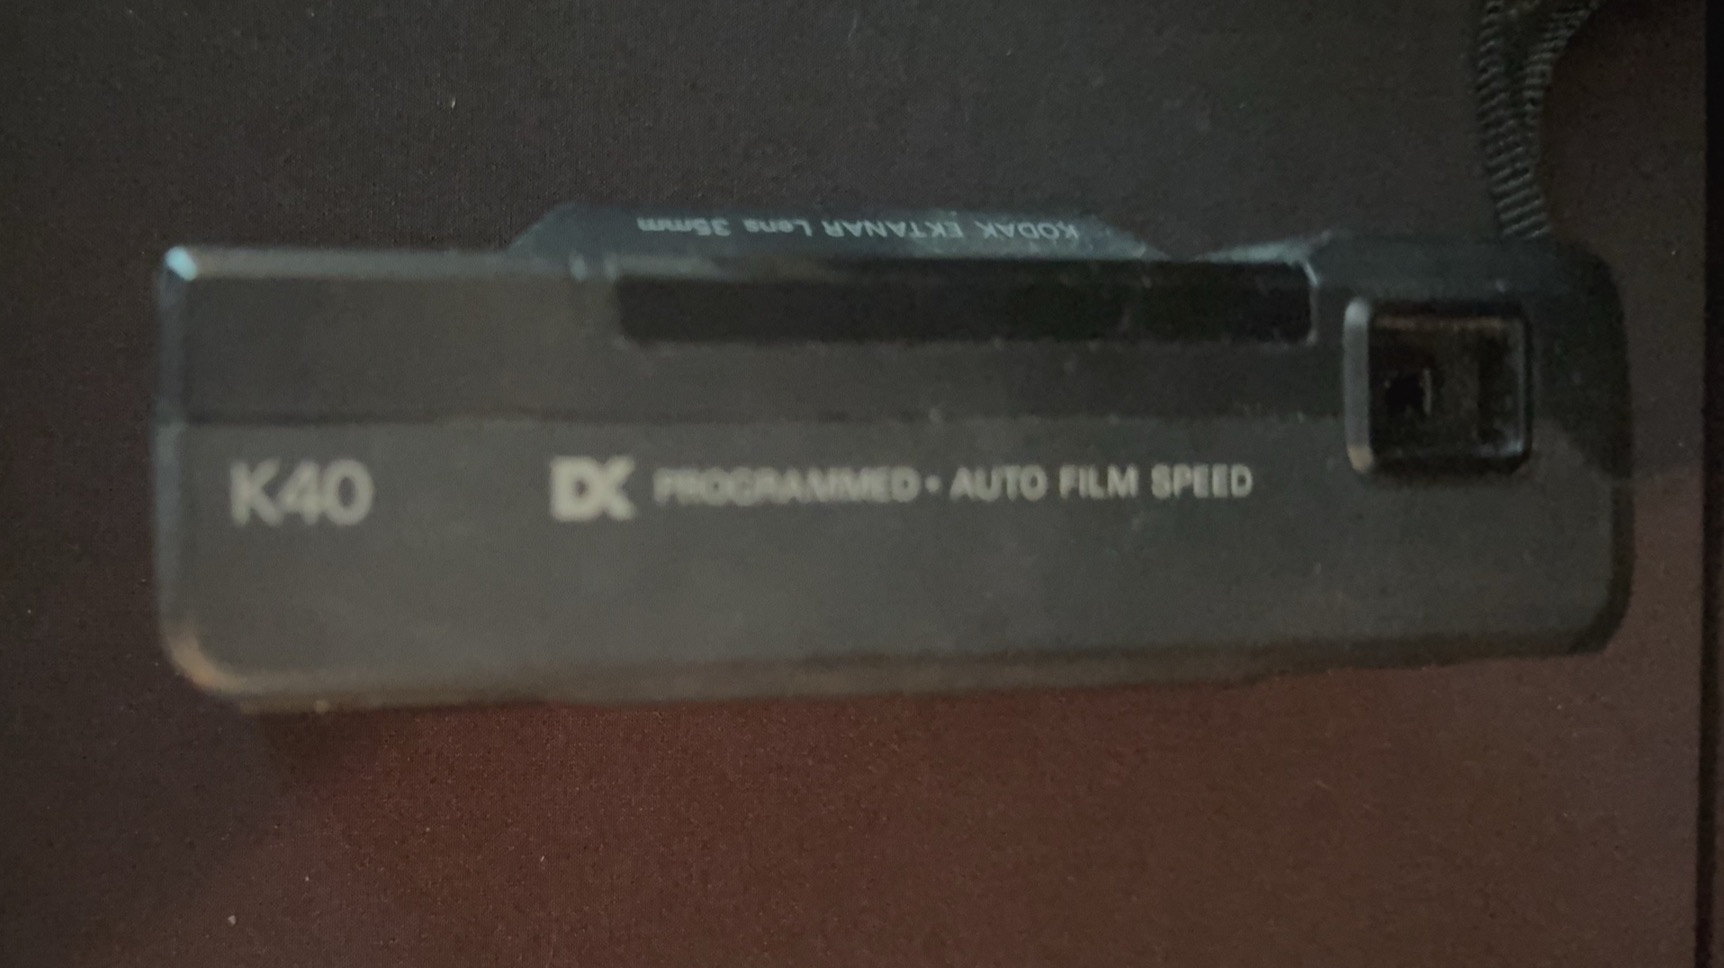 KODAK EKTANAR Lens 35mm
K40
DX PROGRAMMED • AUTO FILM SPEED